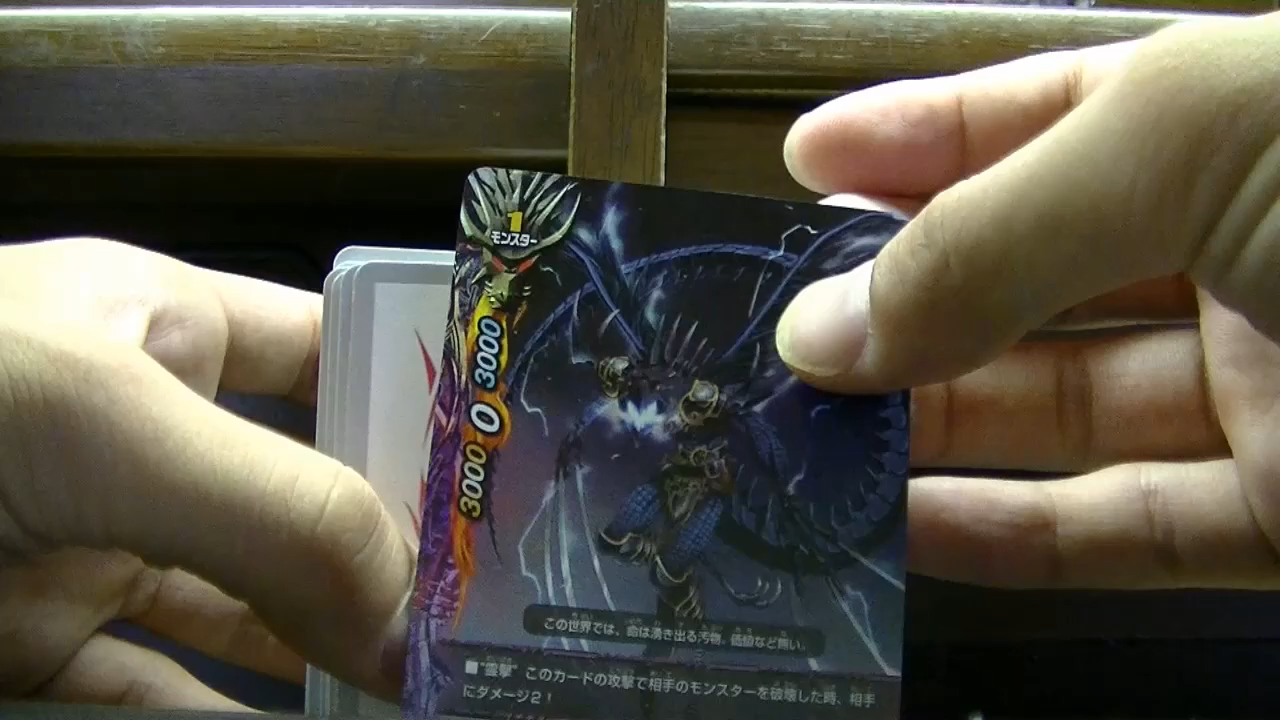 1
モンスター
3000 0 3000
この世界では、命は湧き出る汚物。価値など無い。
■"霊撃" このカードの攻撃で相手のモンスターを破壊した時、相手
にダメージ2！